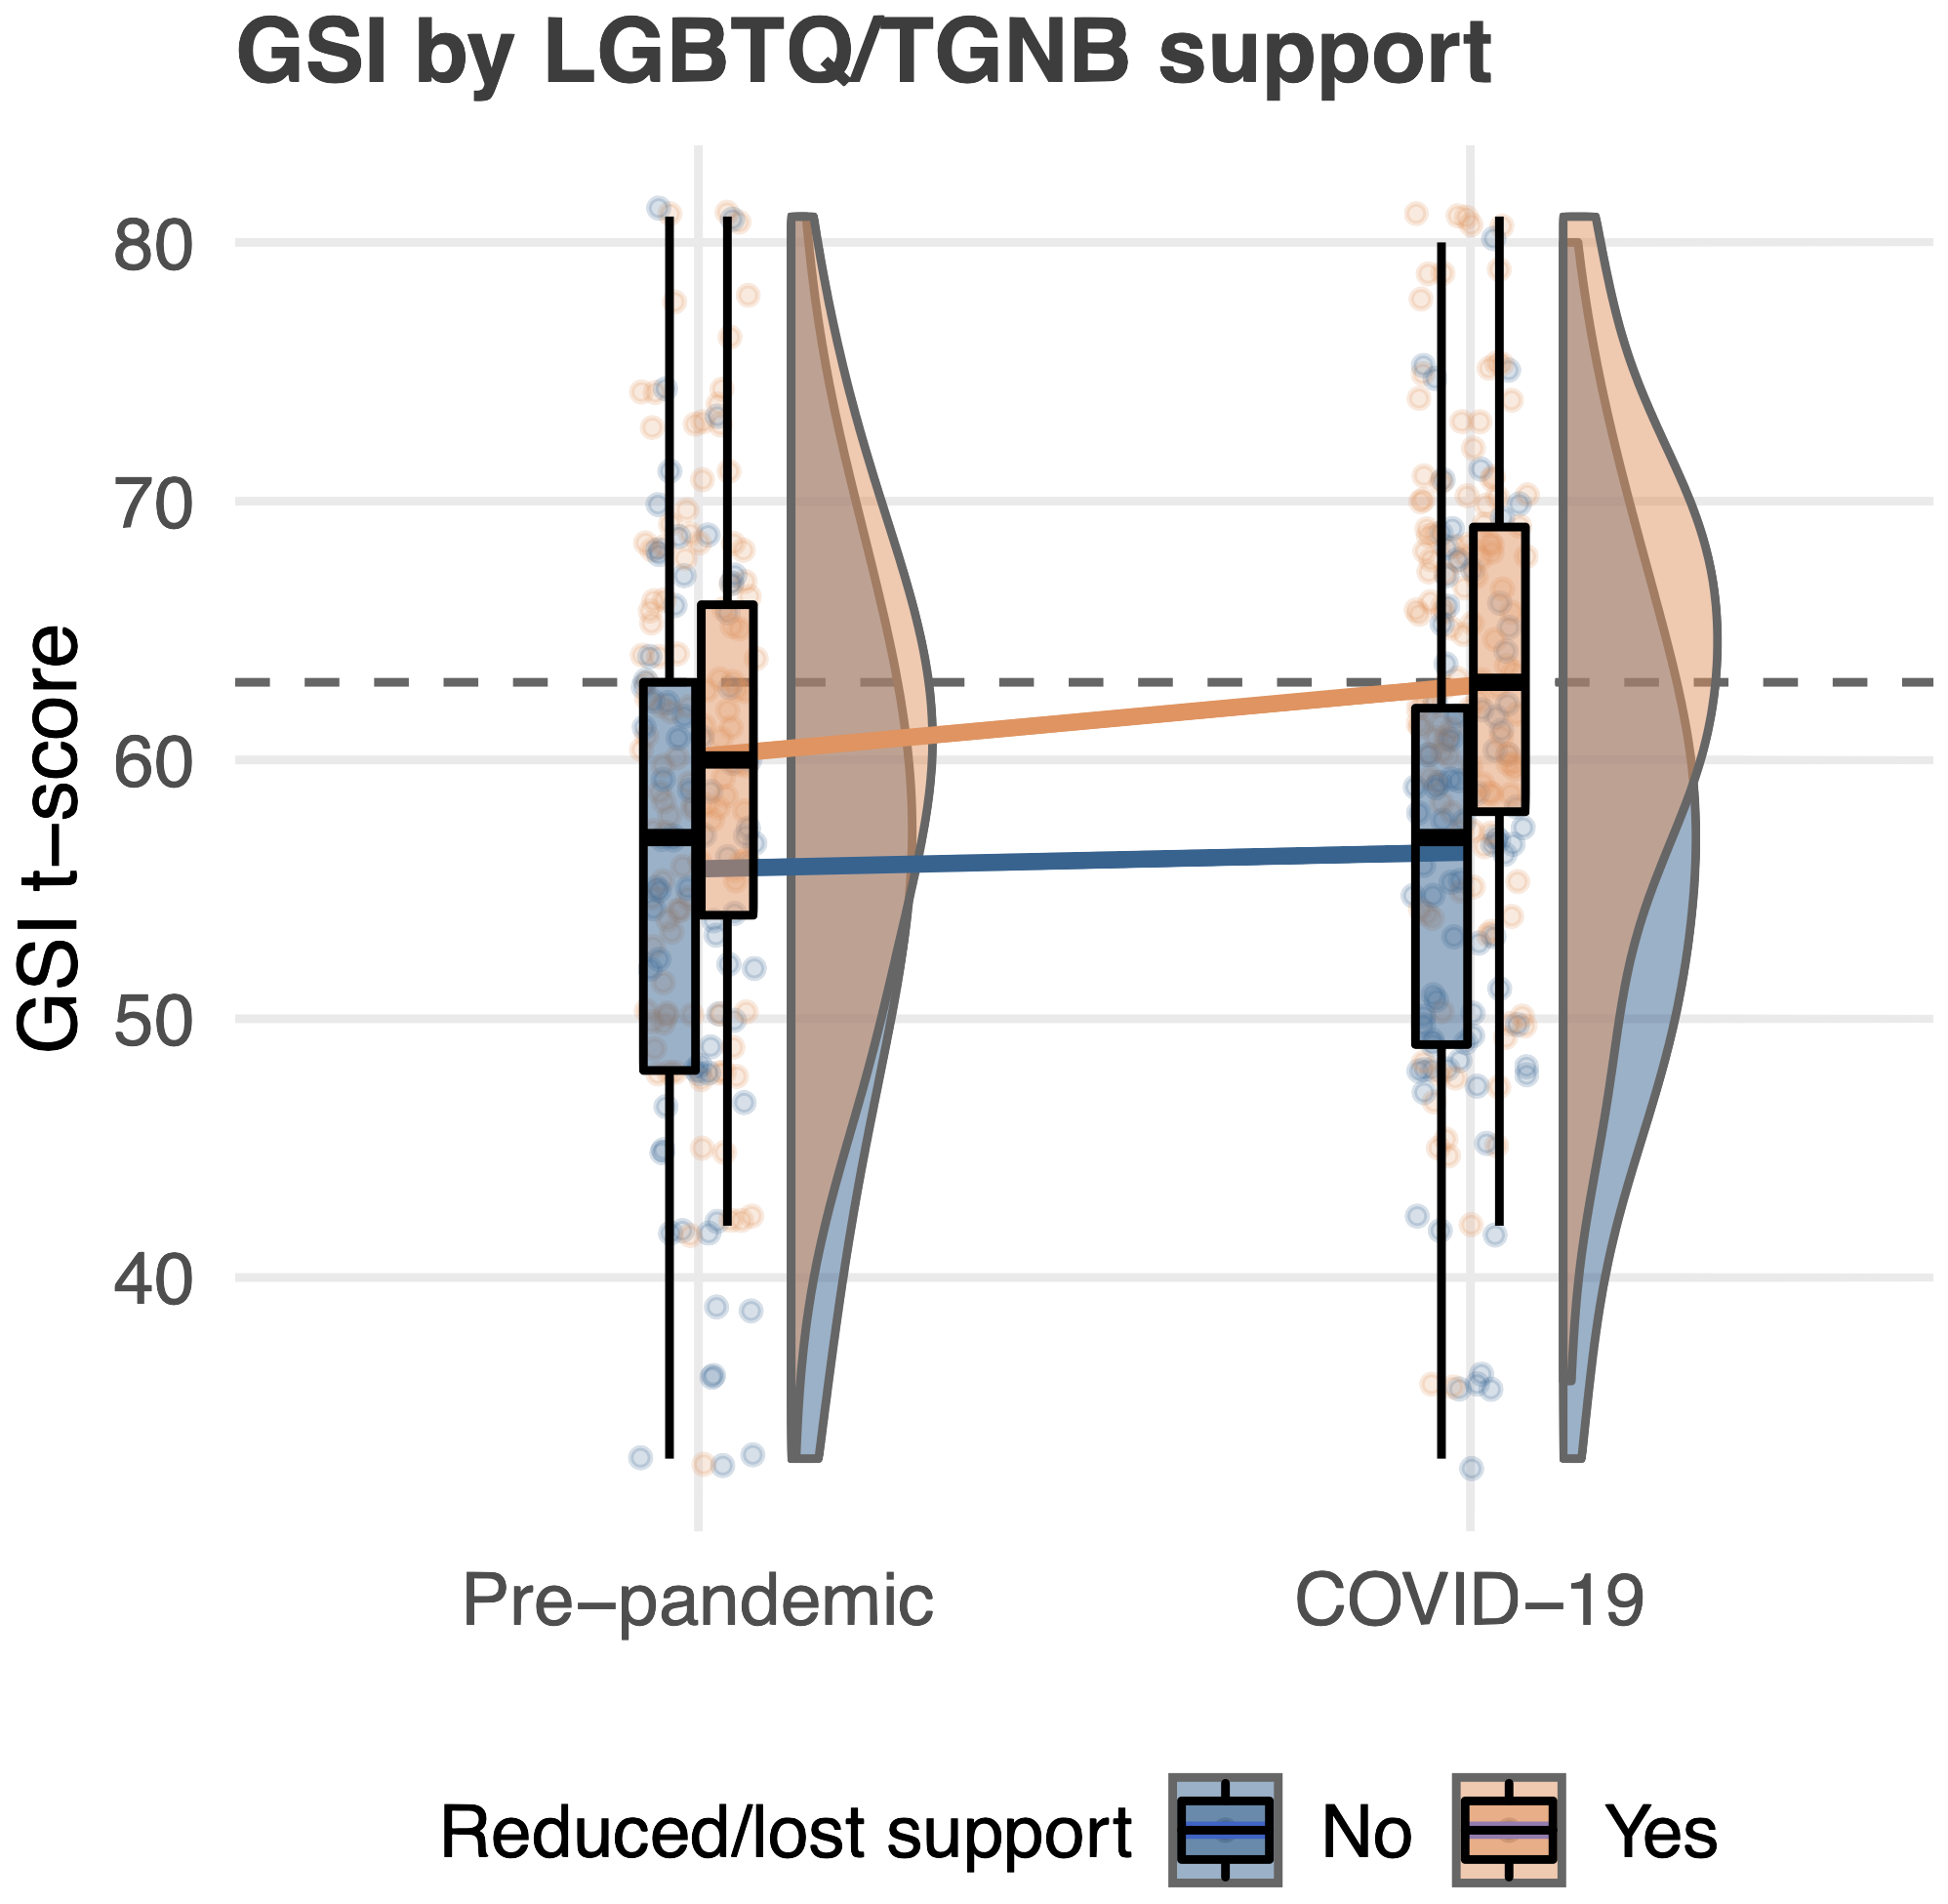 GSI by LGBTQ/TGNB support
GSI t−score
80
70
60
50
40
Pre−pandemic
COVID−19
Reduced/lost support
No
Yes